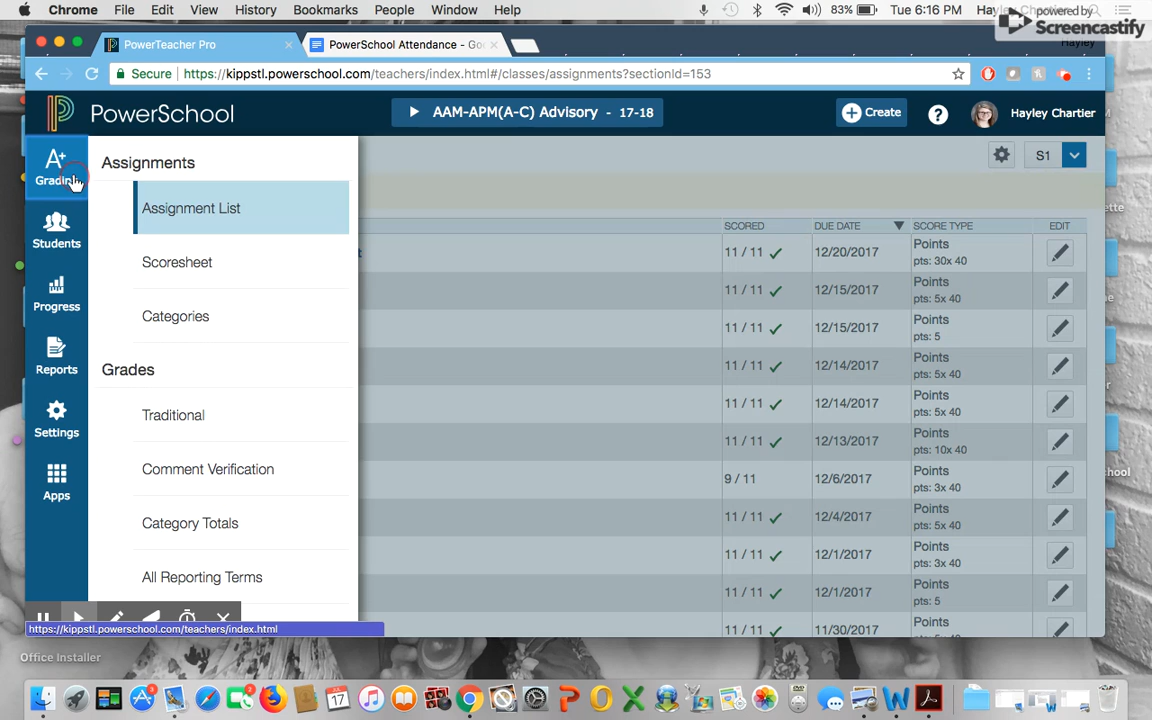 Chrome File Edit View History Bookmarks People Window Help 83% Tue 6:16 PM
powered by
Screencastify
PowerTeacher Pro
PowerSchool Attendance - Goo
Hayley
Secure https://kippstl.powerschool.com/teachers/index.html#/classes/assignments?sectionId=153
PowerSchool
AAM-APM(A-C) Advisory - 17-18
Create
?
Hayley Chartier
A+
Grading
Students
Progress
Reports
Settings
Apps
Assignments
Assignment List
Scoresheet
Categories
Grades
Traditional
Comment Verification
Category Totals
All Reporting Terms
S1
SCORED DUE DATE SCORE TYPE EDIT
11 / 11 12/20/2017 Points
pts: 30x 40
11 / 11 12/15/2017 Points
pts: 5x 40
11 / 11 12/15/2017 Points
pts: 5
11 / 11 12/14/2017 Points
pts: 5x 40
11 / 11 12/14/2017 Points
pts: 5x 40
11 / 11 12/13/2017 Points
pts: 10x 40
9 / 11 12/6/2017 Points
pts: 3x 40
11 / 11 12/4/2017 Points
pts: 5x 40
11 / 11 12/1/2017 Points
pts: 3x 40
11 / 11 12/1/2017 Points
pts: 5
11 / 11 11/30/2017 Points
https://kippstl.powerschool.com/teachers/index.html
Office Installer
17